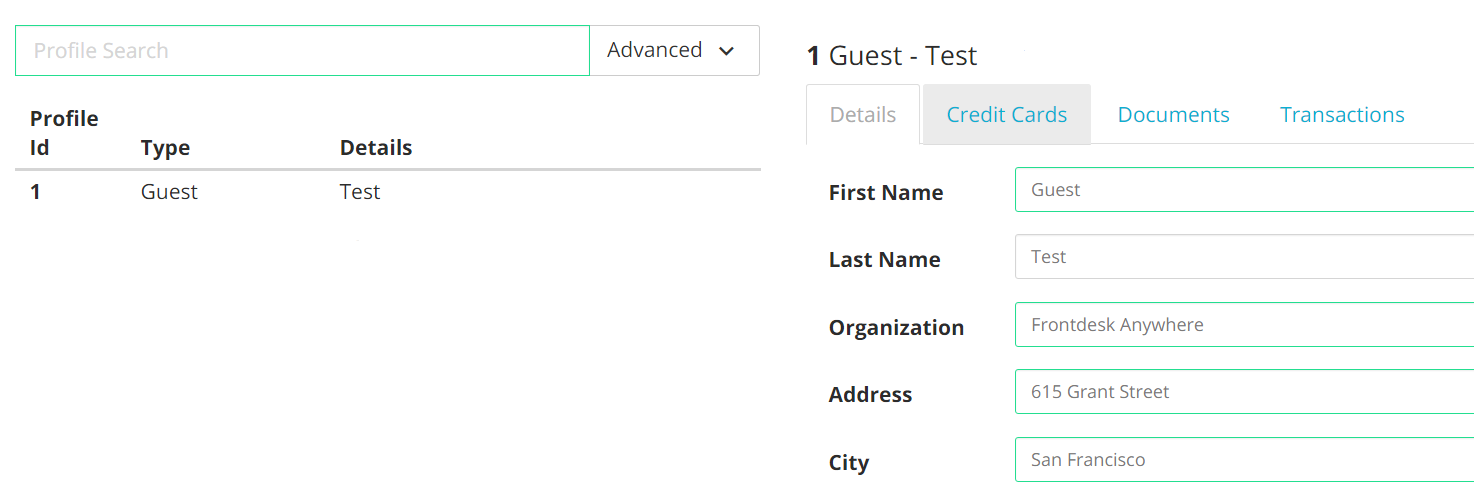 Profile Search
Advanced
Profile
Id Type Details
1 Guest Test
1 Guest - Test
Details Credit Cards Documents Transactions
First Name Guest
Last Name Test
Organization Frontdesk Anywhere
Address 615 Grant Street
City San Francisco